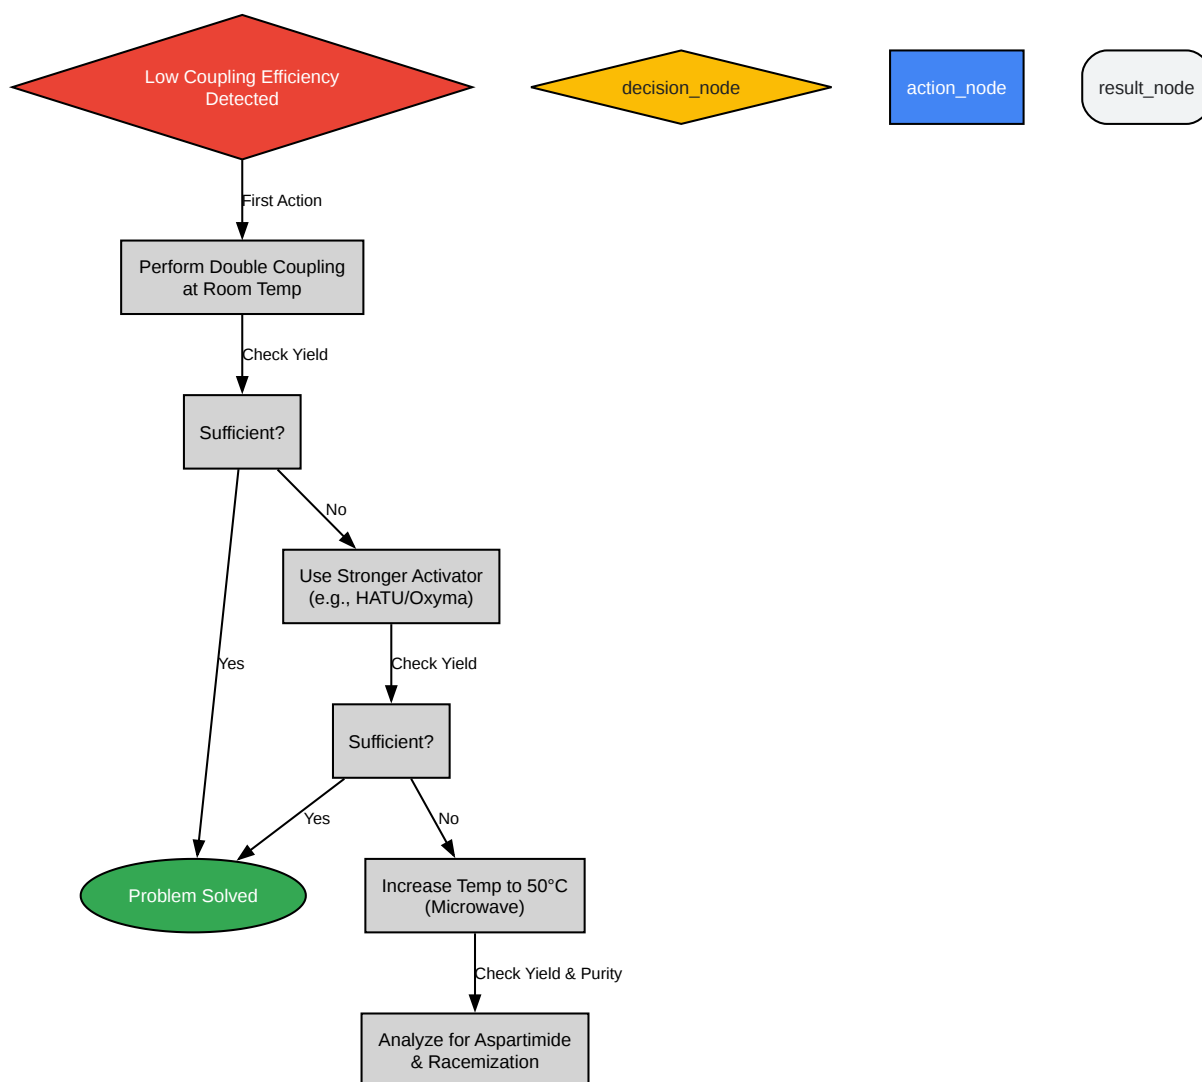 Low Coupling Efficiency
Detected
decision_node
action_node
result_node
First Action
Perform Double Coupling
at Room Temp
Check Yield
Sufficient?
No
Use Stronger Activator
(e.g., HATU/Oxyma)
Yes
Check Yield
Sufficient?
Yes
No
Problem Solved
Increase Temp to 50°C
(Microwave)
Check Yield & Purity
Analyze for Aspartimide
& Racemization